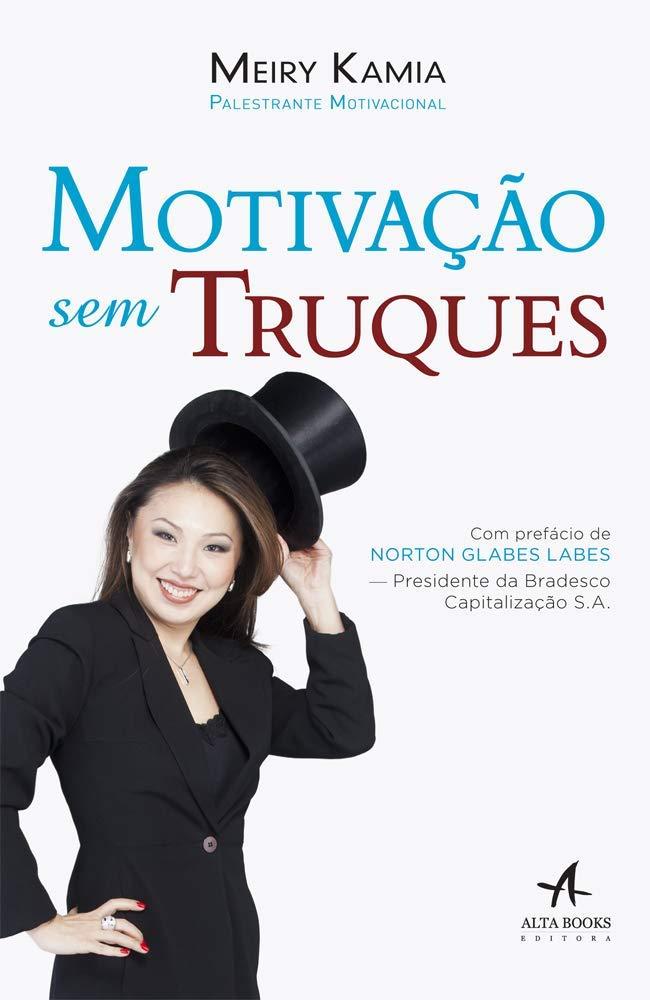 MEIRY KAMIA
PALESTRANTE MOTIVACIONAL
MOTIVAÇÃO
sem TRUQUES
Com prefácio de
NORTON GLABES LABES
— Presidente da Bradesco
Capitalização S.A.
A
ALTA BOOKS
EDITORA